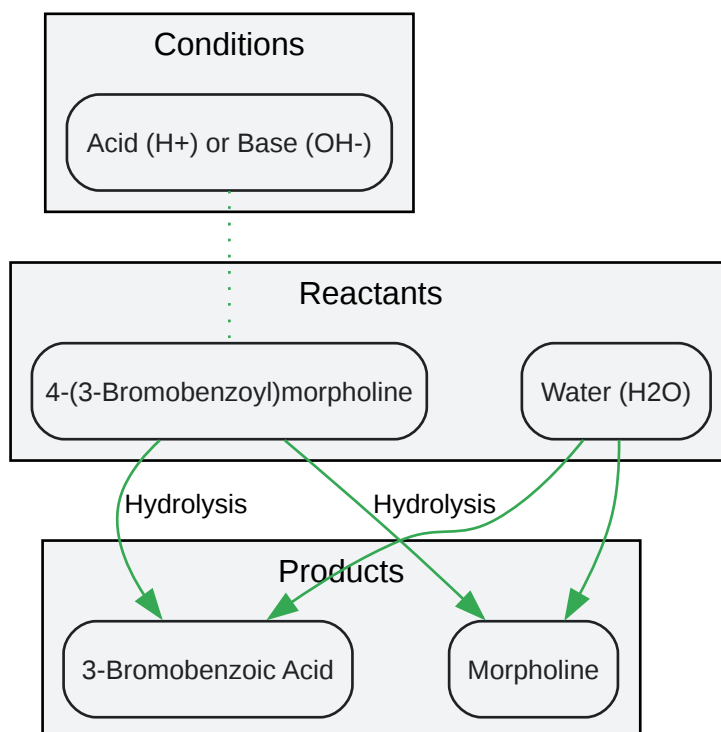 Conditions
Acid (H+) or Base (OH-)
Reactants
4-(3-Bromobenzoyl)morpholine
Water (H2O)
Hydrolysis
Hydrolysis
Products
3-Bromobenzoic Acid
Morpholine